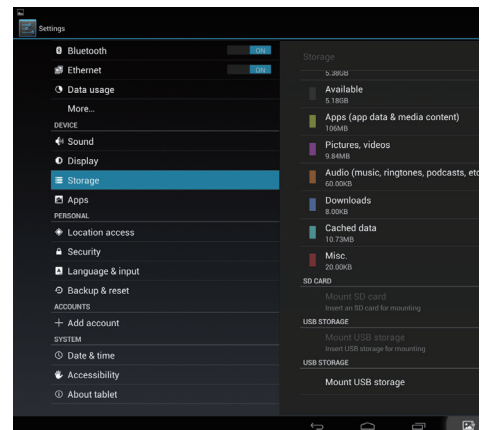 Settings
Bluetooth
ON
Ethernet
ON
Data usage
More...
DEVICE
Sound
Display
Storage
Apps
PERSONAL
Location access
Security
Language & input
Backup & reset
ACCOUNTS
Add account
SYSTEM
Date & time
Accessibility
About tablet
Storage
5.38GB
Available
5.18GB
Apps (app data & media content)
106MB
Pictures, videos
9.84MB
Audio (music, ringtones, podcasts, etc
60.00KB
Downloads
8.00KB
Cached data
10.73MB
Misc.
20.00KB
SD CARD
Mount SD card
Insert an SD card for mounting
USB STORAGE
Mount USB storage
Insert USB storage for mounting
USB STORAGE
Mount USB storage